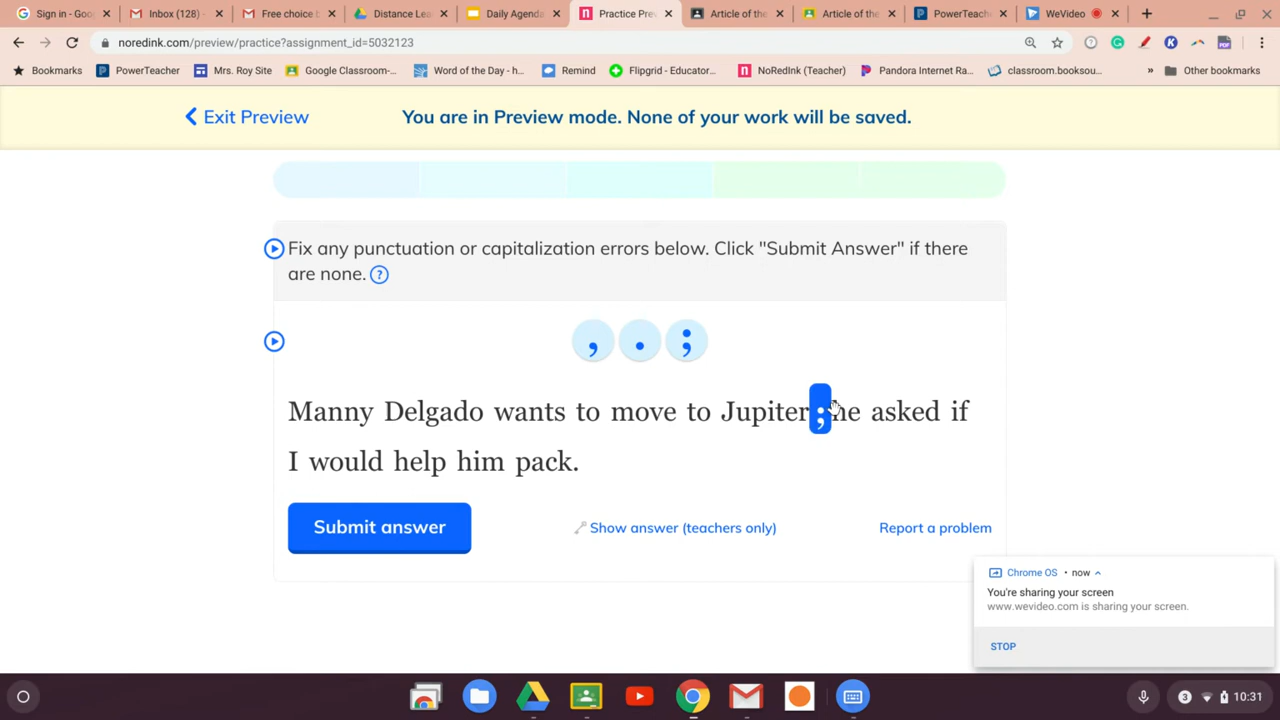 Sign in - Goo
Inbox (128) -
Free choice b
Distance Lea
Daily Agenda
Practice Prev
Article of the
Article of the
PowerTeach
WeVideo
noredink.com/preview/practice?assignment_id=5032123
Bookmarks
PowerTeacher
Mrs. Roy Site
Google Classroom-...
Word of the Day - h...
Remind
Flipgrid - Educator...
NoRedInk (Teacher)
Pandora Internet Ra...
classroom.booksou...
» Other bookmarks
Exit Preview
You are in Preview mode. None of your work will be saved.
Fix any punctuation or capitalization errors below. Click "Submit Answer" if there
are none. ?
, . ;
Manny Delgado wants to move to Jupiter ; he asked if
I would help him pack.
Submit answer
Show answer (teachers only)
Report a problem
Chrome OS • now
You're sharing your screen
www.wevideo.com is sharing your screen.
STOP
3
10:31